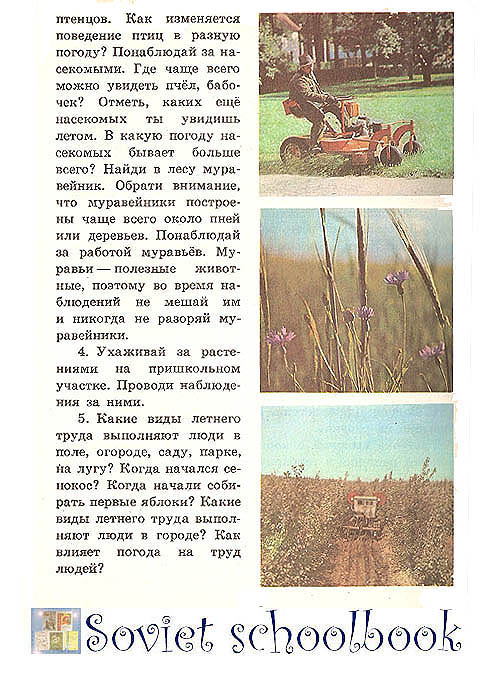 птенцов. Как изменяется
поведение птиц в разную
погоду? Понаблюдай за на-
секомыми. Где чаще всего
можно увидеть пчёл, бабо-
чек? Отметь, каких ещё
насекомых ты увидишь
летом. В какую погоду на-
секомых бывает больше
всего? Найди в лесу мура-
вейник. Обрати внимание,
что муравейники построе-
ны чаще всего около пней
или деревьев. Понаблюдай
за работой муравьёв. Му-
равьи — полезные живот-
ные, поэтому во время на-
блюдений не мешай им
и никогда не разоряй му-
равейники.
4. Ухаживай за расте-
ниями на пришкольном
участке. Проводи наблюде-
ния за ними.
5. Какие виды летнего
труда выполняют люди в
поле, огороде, саду, парке,
на лугу? Когда начался се-
нокос? Когда начали соби-
рать первые яблоки? Какие
виды летнего труда выпол-
няют люди в городе? Как
влияет погода на труд
людей?
Soviet schoolbook